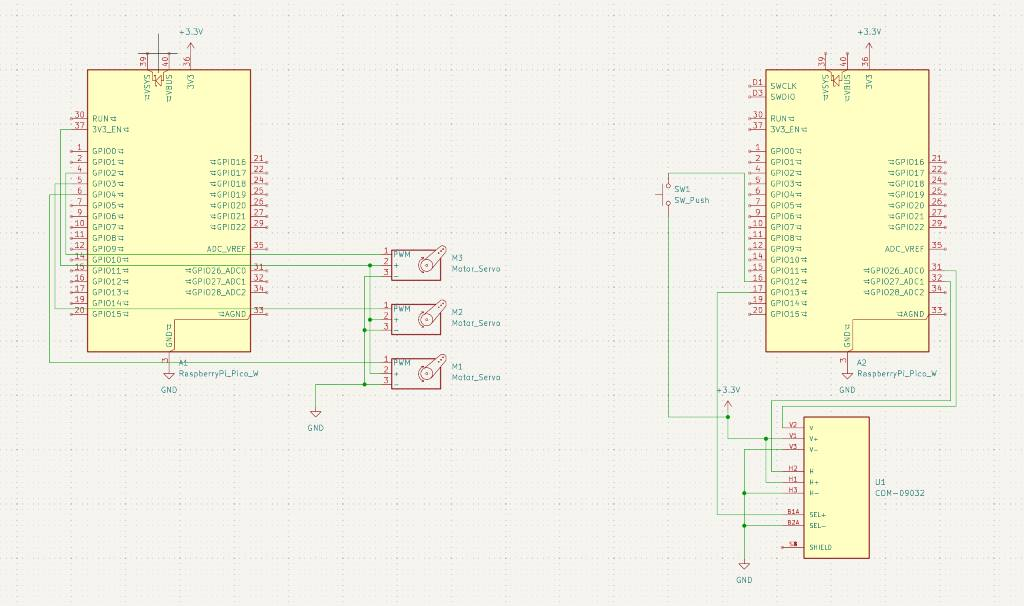 +3.3V
39
40
36
VSYS
VBUS
3V3
30 RUN
37 3V3_EN
1 GPIO0
2 GPIO1
4 GPIO2
5 GPIO3
6 GPIO4
7 GPIO5
9 GPIO6
10 GPIO7
11 GPIO8
12 GPIO9
14 GPIO10
15 GPIO11
16 GPIO12
17 GPIO13
19 GPIO14
20 GPIO15
GPIO16 21
GPIO17 22
GPIO18 24
GPIO19 25
GPIO20 26
GPIO21 27
GPIO22 29
ADC_VREF 35
GPIO26_ADC0 31
GPIO27_ADC1 32
GPIO28_ADC2 34
AGND 33
GND
3
A1
RaspberryPi_Pico_W
GND
1 PWM
2 +
3 -
M3
Motor_Servo
1 PWM
2 +
3 -
M2
Motor_Servo
1 PWM
2 +
3 -
M1
Motor_Servo
GND
SW1
SW_Push
+3.3V
39
40
36
VSYS
VBUS
3V3
D1 SWCLK
D3 SWDIO
30 RUN
37 3V3_EN
1 GPIO0
2 GPIO1
4 GPIO2
5 GPIO3
6 GPIO4
7 GPIO5
9 GPIO6
10 GPIO7
11 GPIO8
12 GPIO9
14 GPIO10
15 GPIO11
16 GPIO12
17 GPIO13
19 GPIO14
20 GPIO15
GPIO16 21
GPIO17 22
GPIO18 24
GPIO19 25
GPIO20 26
GPIO21 27
GPIO22 29
ADC_VREF 35
GPIO26_ADC0 31
GPIO27_ADC1 32
GPIO28_ADC2 34
AGND 33
GND
3
A2
RaspberryPi_Pico_W
GND
+3.3V
V2 V
V1 V+
V3 V-
H2 H
H1 H+
H3 H-
B1A SEL+
B2A SEL-
SHIELD
U1
COM-09032
GND